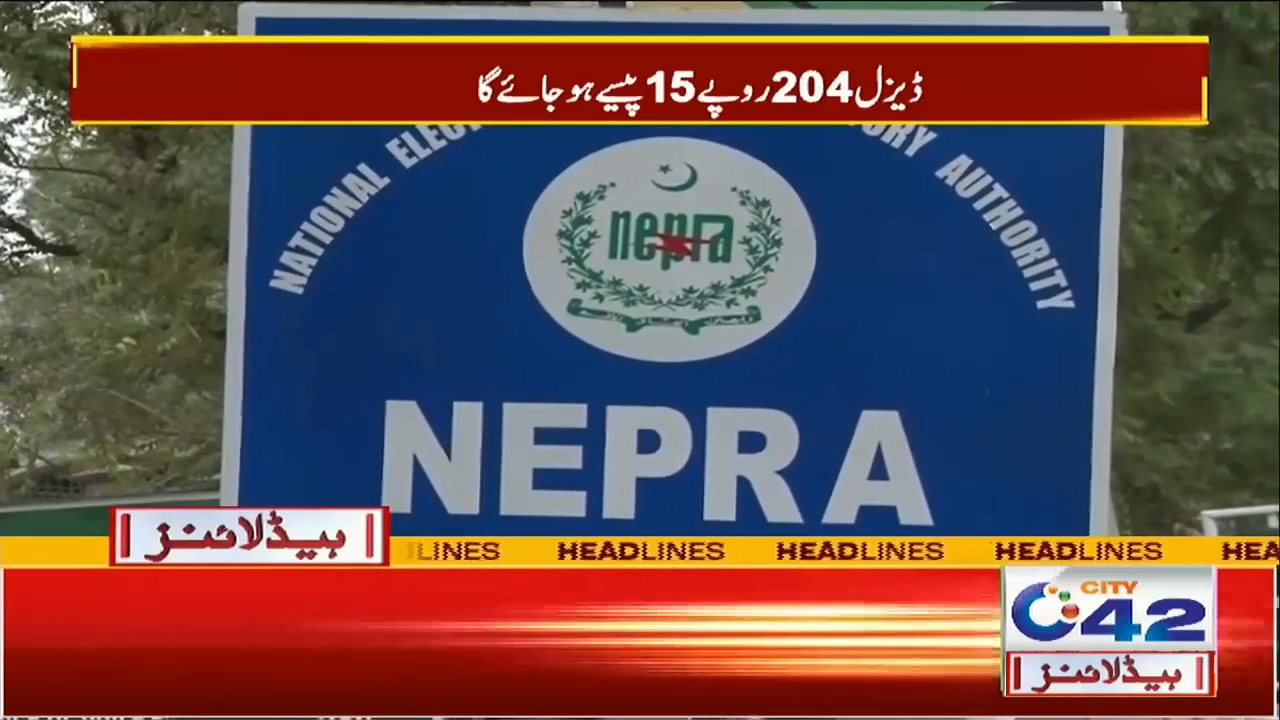 ڈیزل 204 روپے 15 پیسے ہو جائے گا
NATIONAL ELEC
ORY AUTHORITY
nepra
NEPRA
ہیڈلائنز
LINES HEADLINES HEADLINES HEADLINES HEA
CITY
42
ہیڈلائنز